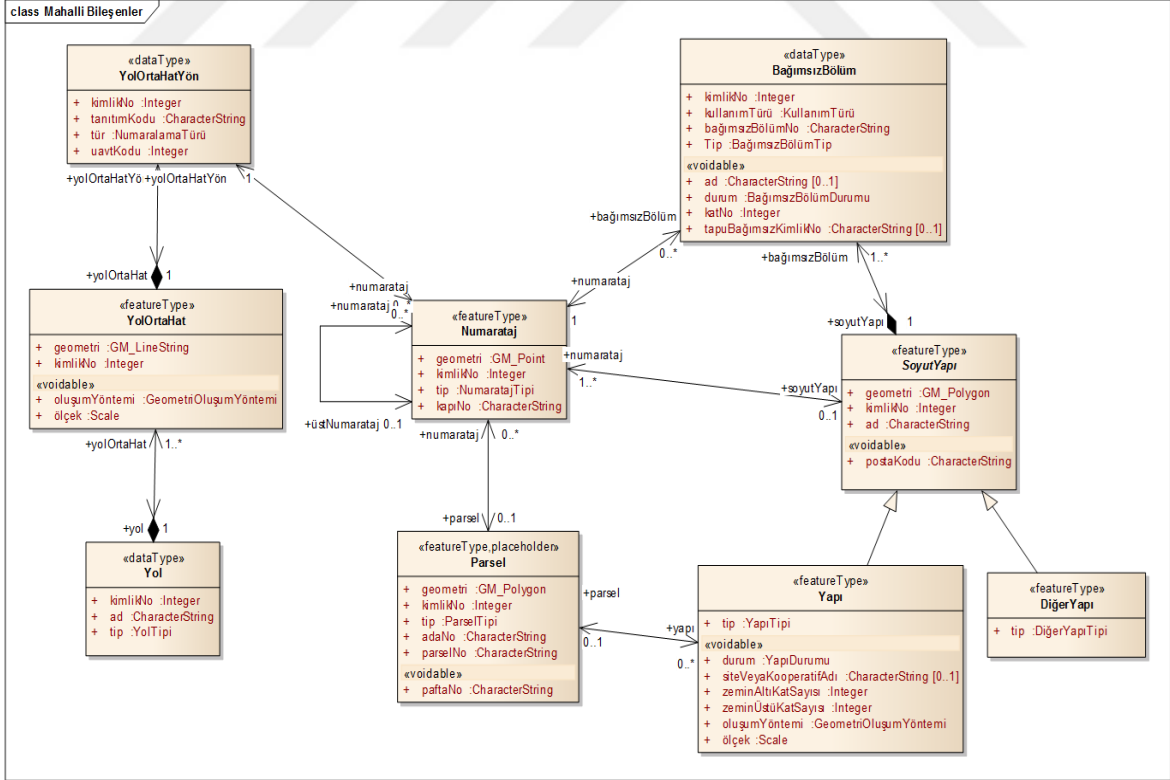 class Mahalli Bileşenler
«dataType»
YolOrtaHatYön
+ kimlikNo :Integer
+ tanıtımKodu :CharacterString
+ tür :NumaralamaTürü
+ uavtKodu :Integer
+yolOrtaHatYö +yolOrtaHatYön
1
+yolOrtaHat 1
«featureType»
YolOrtaHat
+ geometri :GM_LineString
+ kimlikNo :Integer
«voidable»
+ oluşumYöntemi :GeometriOluşumYöntemi
+ ölçek :Scale
+yolOrtaHat 1..*
+yol 1
«dataType»
Yol
+ kimlikNo :Integer
+ ad :CharacterString
+ tip :YolTipi
+numarataj
+numarataj 0..*
0..*
«featureType»
Numarataj
+ geometri :GM_Point
+ kimlikNo :Integer
+ tip :NumaratajTipi
+ kapıNo :CharacterString
+üstNumarataj 0..1
+numarataj 0..*
+parsel 0..1
«featureType,placeholder»
Parsel
+ geometri :GM_Polygon
+ kimlikNo :Integer
+ tip :ParselTipi
+ adaNo :CharacterString
+ parselNo :CharacterString
«voidable»
+ paftaNo :CharacterString
«dataType»
BağımsızBölüm
+ kimlikNo :Integer
+ kullanımTürü :KullanımTürü
+ bağımsızBölümNo :CharacterString
+ Tip :BağımsızBölümTip
«voidable»
+ ad :CharacterString [0..1]
+ durum :BağımsızBölümDurumu
+ katNo :Integer
+ tapuBağımsızKimlikNo :CharacterString [0..1]
+bağımsızBölüm
0..*
+numarataj
1
+bağımsızBölüm 1..*
+soyutYapı 1
+numarataj
1..*
+soyutYapı
0..1
«featureType»
SoyutYapı
+ geometri :GM_Polygon
+ kimlikNo :Integer
+ ad :CharacterString
«voidable»
+ postaKodu :CharacterString
+parsel
0..1
+yapı
0..*
«featureType»
Yapı
+ tip :YapıTipi
«voidable»
+ durum :YapıDurumu
+ siteVeyaKooperatifAdı :CharacterString [0..1]
+ zeminAltıKatSayısı :Integer
+ zeminÜstüKatSayısı :Integer
+ oluşumYöntemi :GeometriOluşumYöntemi
+ ölçek :Scale
«featureType»
DiğerYapı
+ tip :DiğerYapıTipi